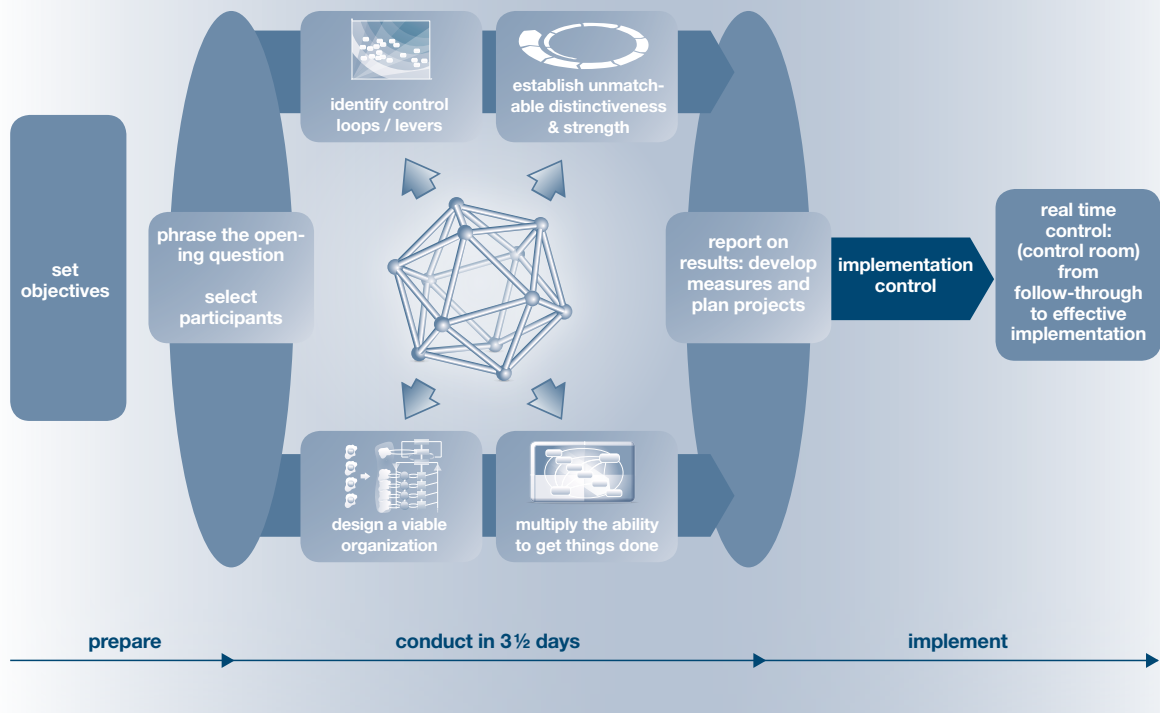 set
objectives
phrase the open-
ing question
select
participants
identify control
loops / levers
establish unmatch-
able distinctiveness
& strength
design a viable
organization
multiply the ability
to get things done
report on
results: develop
measures and
plan projects
implementation
control
real time
control:
(control room)
from
follow-through
to effective
implementation
prepare
conduct in 3½ days
implement